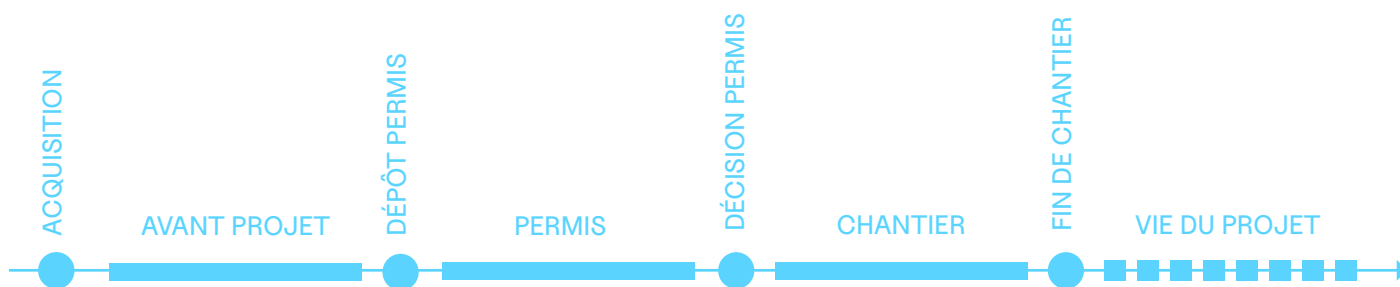 ACQUISITION
AVANT PROJET
DÉPÔT PERMIS
PERMIS
DÉCISION PERMIS
CHANTIER
FIN DE CHANTIER
VIE DU PROJET